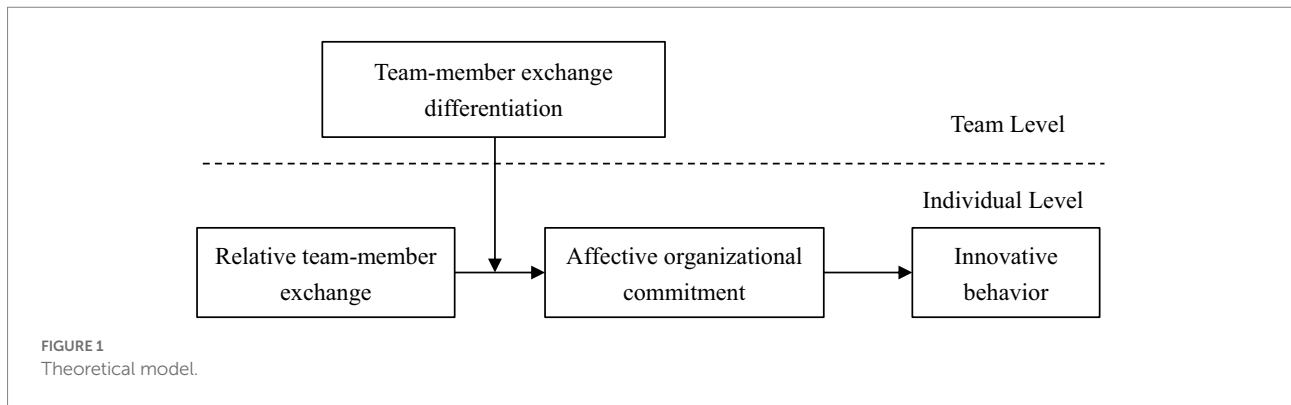 Team-member exchange
differentiation
Team Level
Individual Level
Relative team-member
exchange
Affective organizational
commitment
Innovative
behavior
FIGURE 1
Theoretical model.